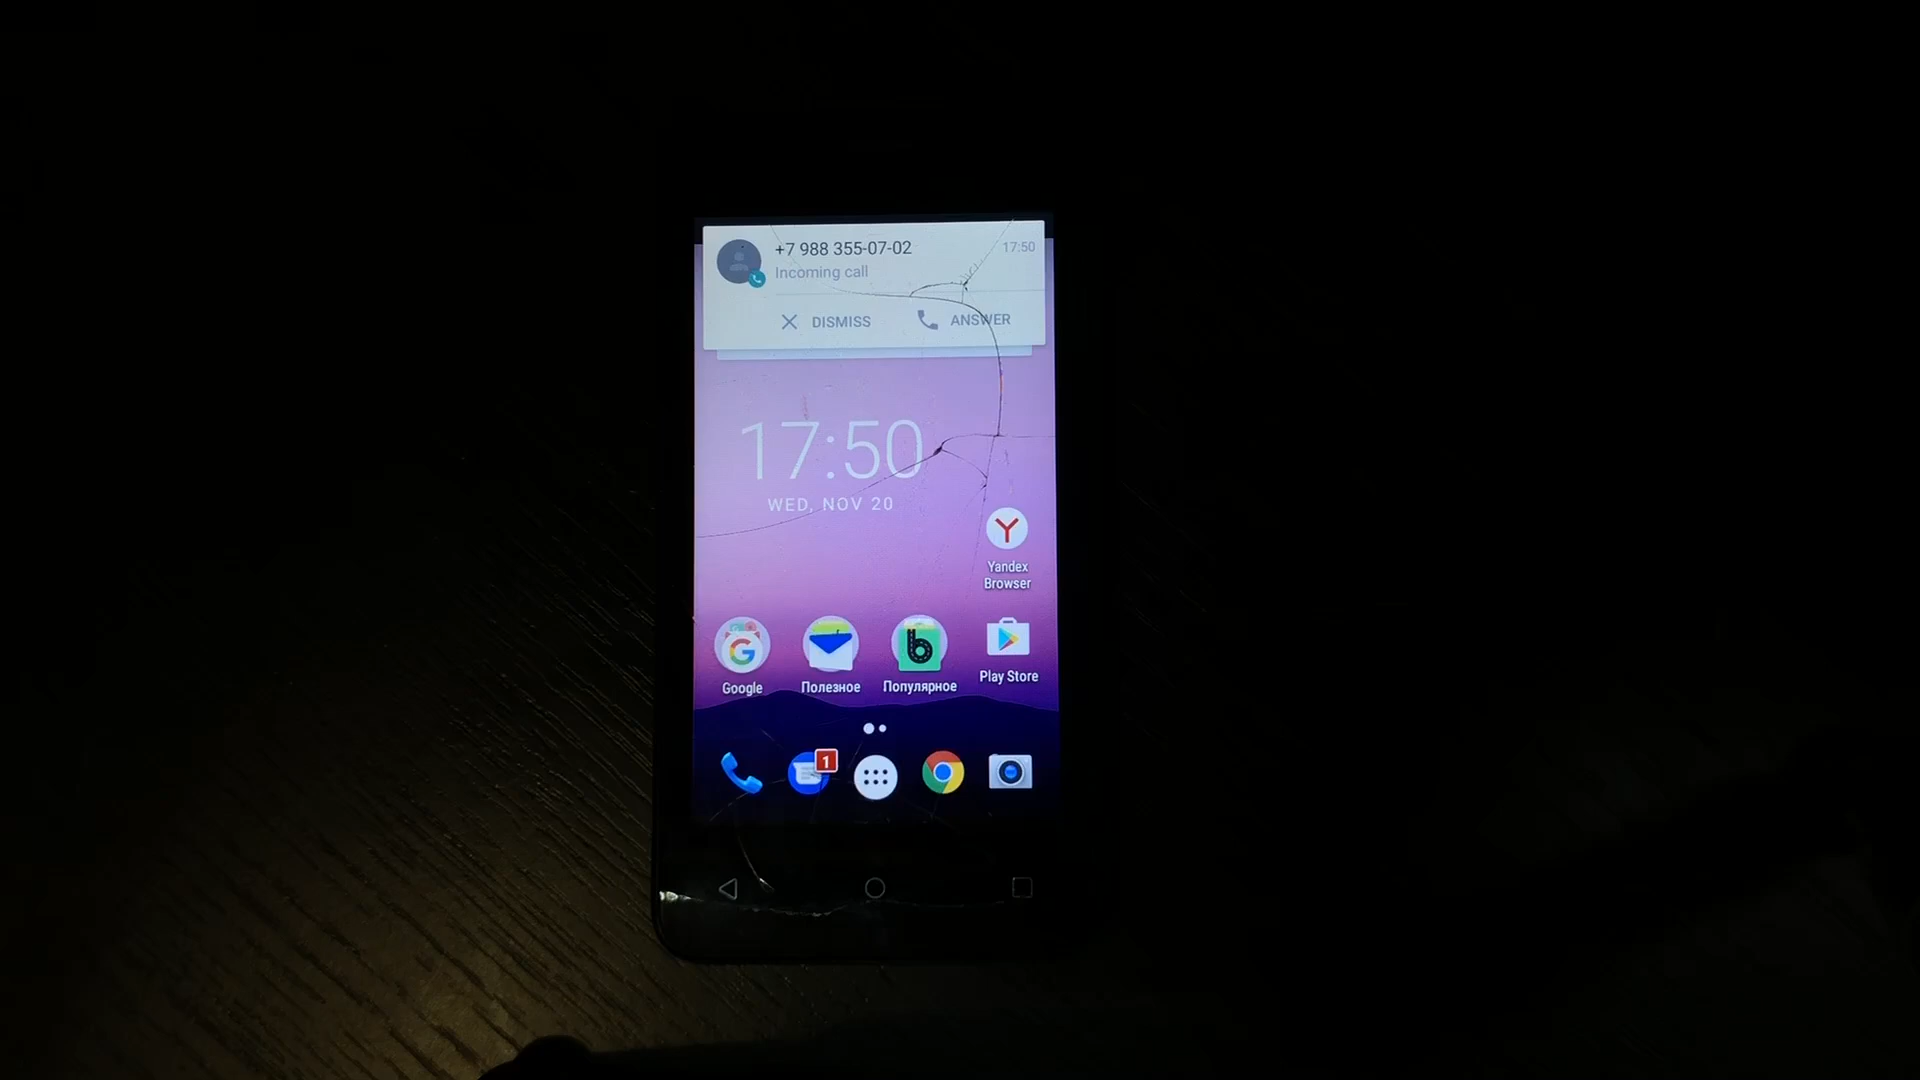 +7 988 355-07-02
17:50
Incoming call
DISMISS
ANSWER
17:50
WED, NOV 20
Yandex
Browser
Google
Полезное
Популярное
Play Store
1